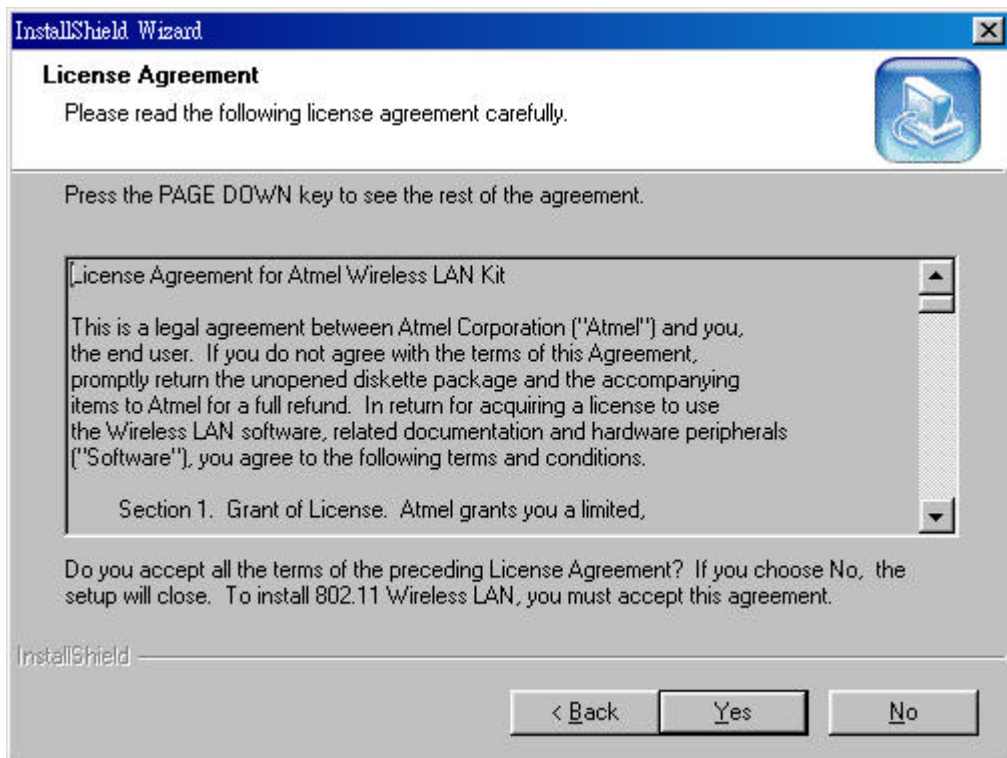 InstallShield Wizard
License Agreement
Please read the following license agreement carefully.
Press the PAGE DOWN key to see the rest of the agreement.
License Agreement for Atmel Wireless LAN Kit
This is a legal agreement between Atmel Corporation ("Atmel") and you,
the end user.  If you do not agree with the terms of this Agreement,
promptly return the unopened diskette package and the accompanying
items to Atmel for a full refund.  In return for acquiring a license to use
the Wireless LAN software, related documentation and hardware peripherals
("Software"), you agree to the following terms and conditions.
Section 1.  Grant of License.  Atmel grants you a limited,
Do you accept all the terms of the preceding License Agreement?  If you choose No,  the
setup will close.  To install 802.11 Wireless LAN, you must accept this agreement.
InstallShield
< Back
Yes
No